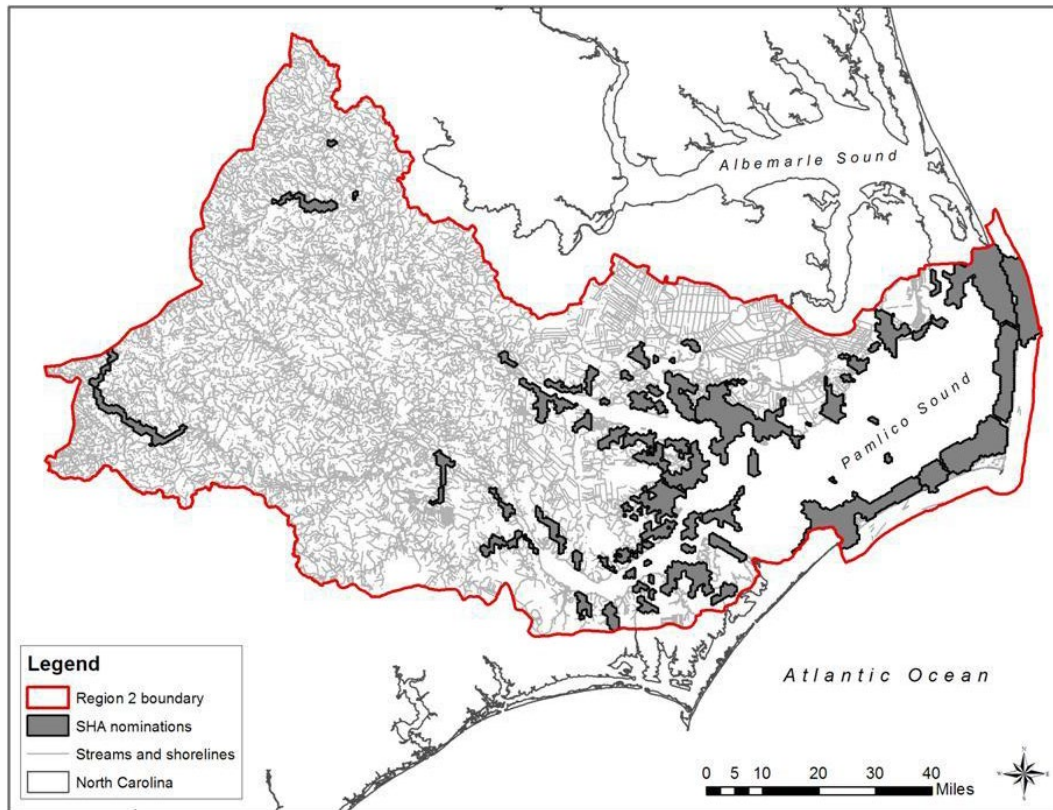 Albemarle Sound
Pamlico Sound
Atlantic Ocean
Legend
Region 2 boundary
SHA nominations
Streams and shorelines
North Carolina
0 5 10 20 30 40
Miles